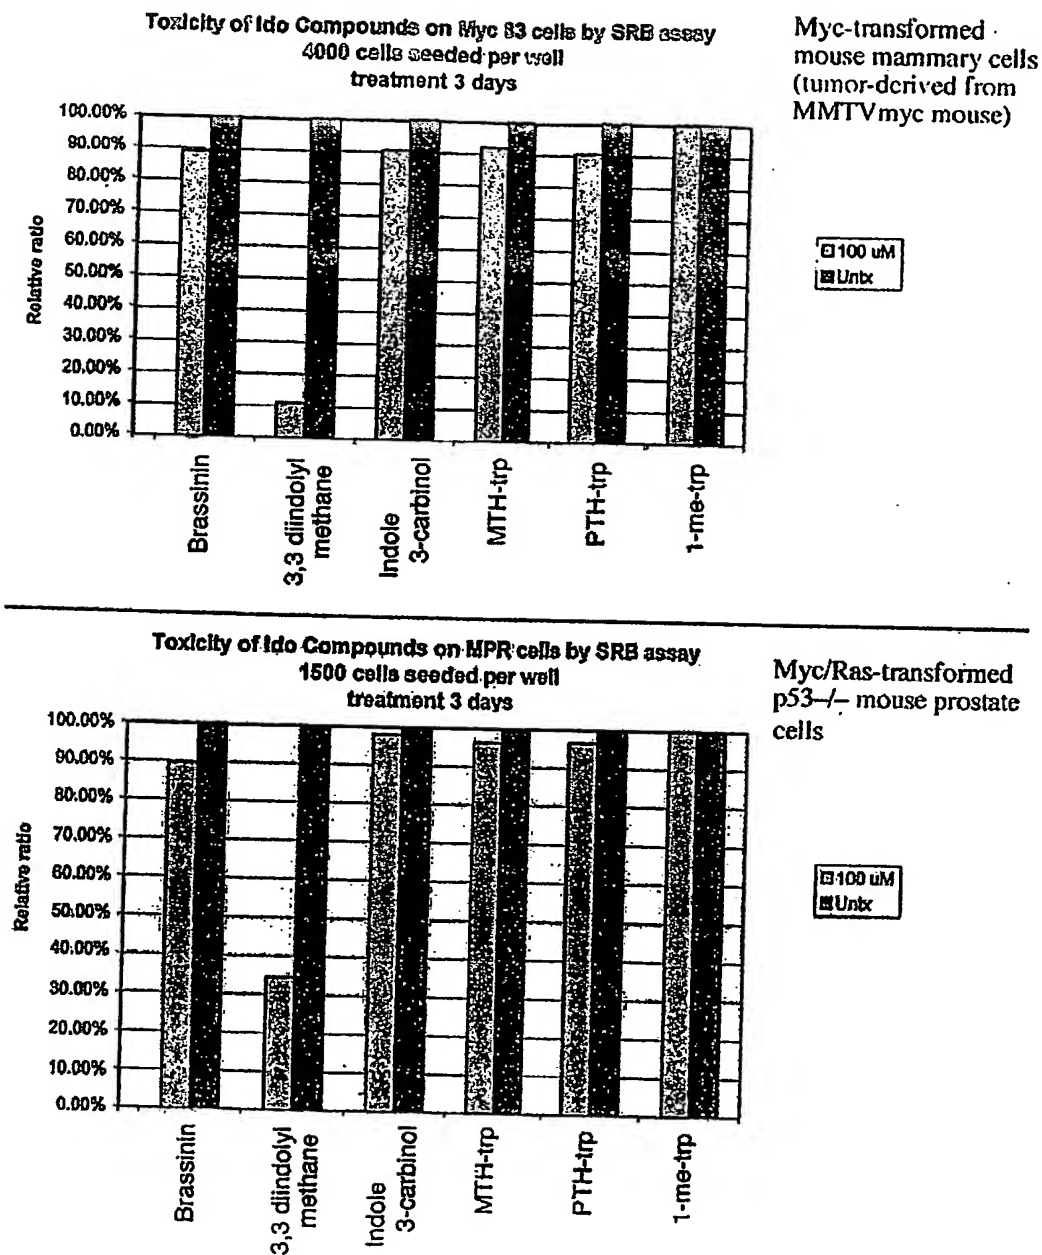 Toxicity of Ido Compounds on Myc 83 cells by SRB assay
4000 cells seeded per well
treatment 3 days
Myc-transformed
mouse mammary cells
(tumor-derived from
MMTVmyc mouse)
100.00%
90.00%
80.00%
70.00%
60.00%
50.00%
40.00%
30.00%
20.00%
10.00%
0.00%
Relative ratio
100 uM
Untx
Brassinin
3,3 diindolyl
methane
Indole
3-carbinol
MTH-trp
PTH-trp
1-me-trp
Toxicity of Ido Compounds on MPR cells by SRB assay
1500 cells seeded per well
treatment 3 days
Myc/Ras-transformed
p53-/- mouse prostate
cells
100.00%
90.00%
80.00%
70.00%
60.00%
50.00%
40.00%
30.00%
20.00%
10.00%
0.00%
Relative ratio
100 uM
Untx
Brassinin
3,3 diindolyl
methane
Indole
3-carbinol
MTH-trp
PTH-trp
1-me-trp